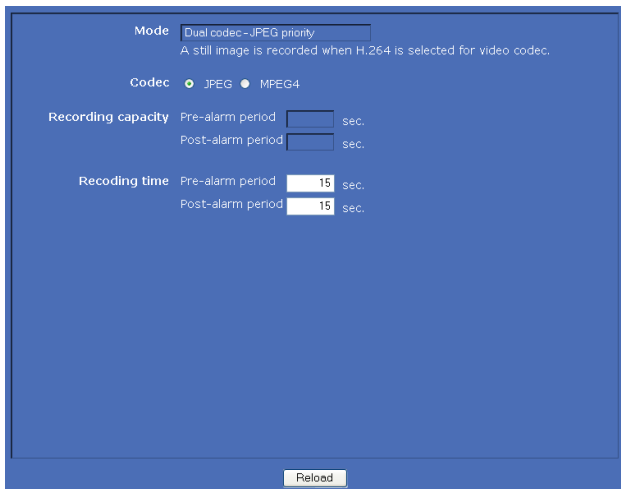 Mode Dual codec-JPEG priority
A still image is recorded when H.264 is selected for video codec.
Codec JPEG MPEG4
Recording capacity Pre-alarm period sec.
Post-alarm period sec.
Recoding time Pre-alarm period 15 sec.
Post-alarm period 15 sec.
Reload